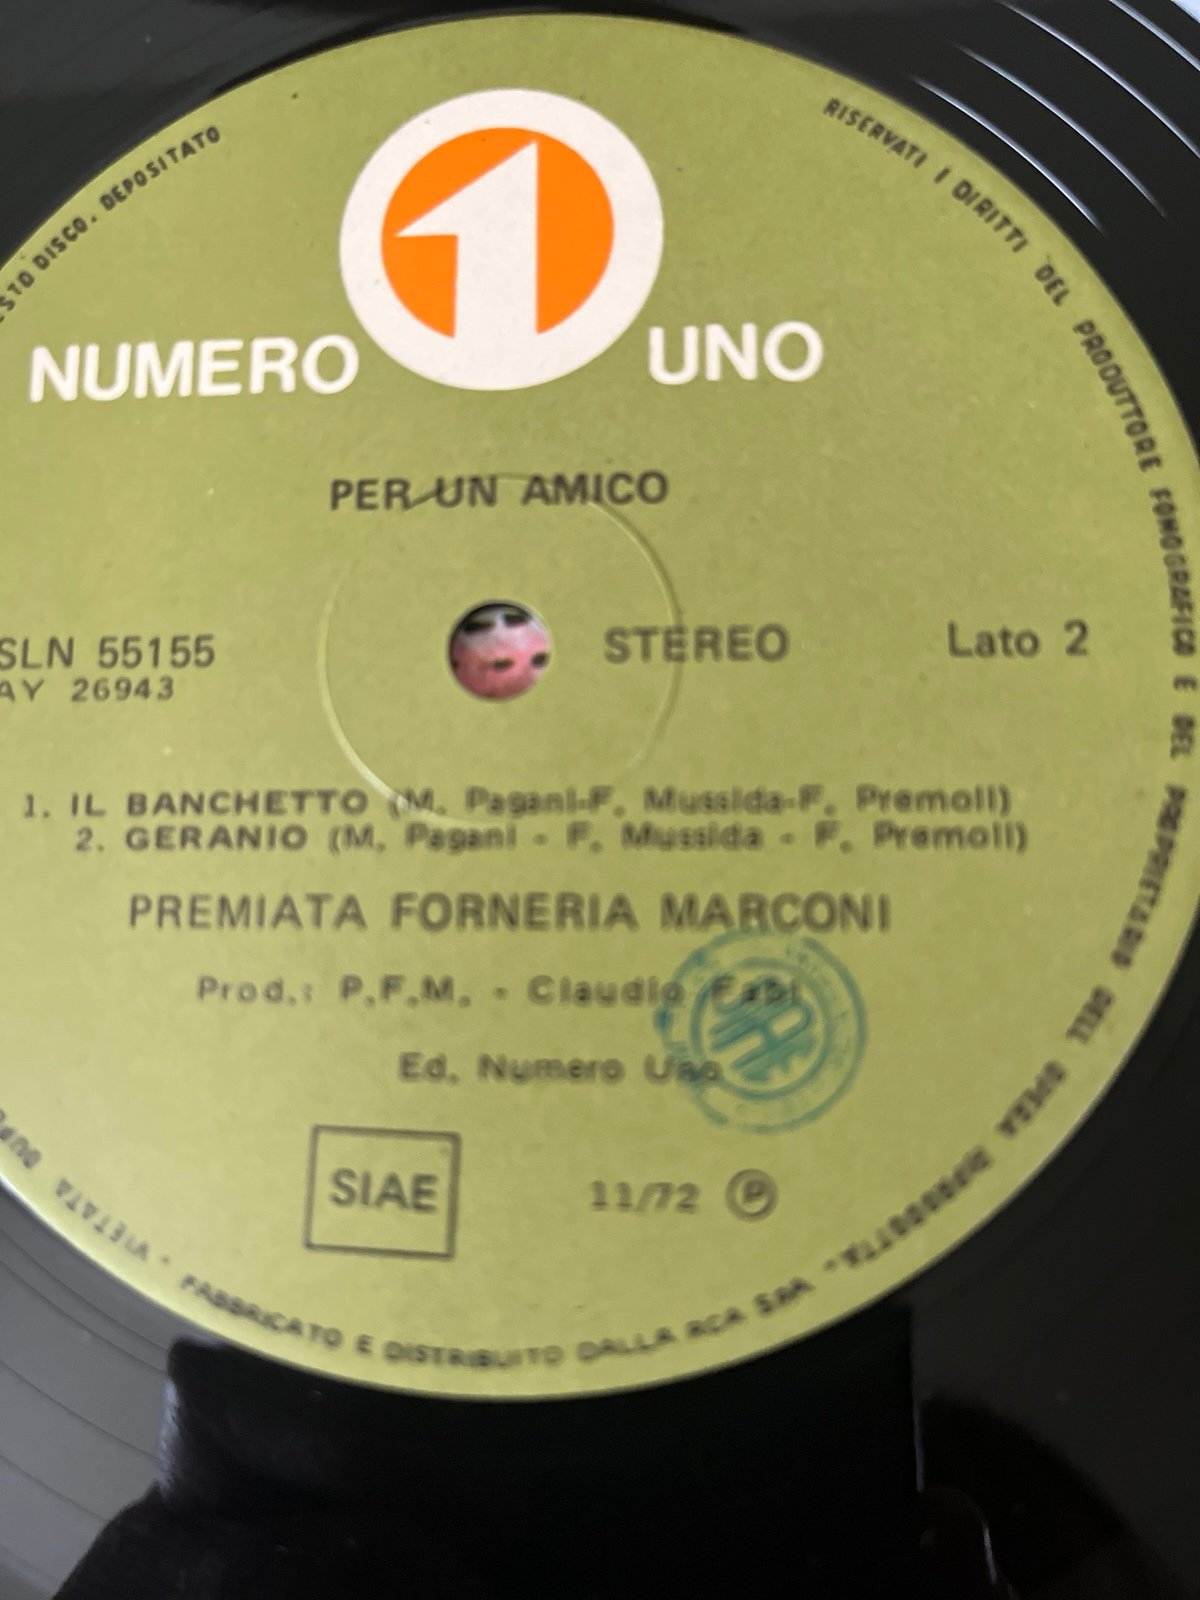 NUMERO 1 UNO
PER UN AMICO
SLN 55155
AY 26943
STEREO
Lato 2
1. IL BANCHETTO (M. Pagani-F. Mussida-F. Premoli)
2. GERANIO (M. Pagani - F. Mussida - F. Premoli)
PREMIATA FORNERIA MARCONI
Prod.: P.F.M. - Claudio Fabi
Ed. Numero Uno
SIAE
11/72 Ⓟ
DISCO. DEPOSITATO
RISERVATI I DIRITTI DEL PRODUTTORE FONOGRAFICO E DEL PROPRIETARIO DELL'OPERA RIPRODOTTA -
FABBRICATO E DISTRIBUITO DALLA RCA SpA
- VIETATA